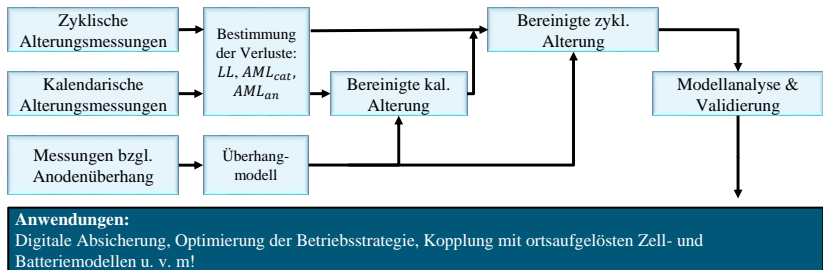 Zyklische
Alterungsmessungen
Bestimmung
der Verluste:
LL, AML_cat,
AML_an
Bereinigte zykl.
Alterung
Kalendarische
Alterungsmessungen
Bereinigte kal.
Alterung
Modellanalyse &
Validierung
Messungen bzgl.
Anodenüberhang
Überhang-
modell
Anwendungen:
Digitale Absicherung, Optimierung der Betriebsstrategie, Kopplung mit ortsaufgelösten Zell- und
Batteriemodellen u. v. m!